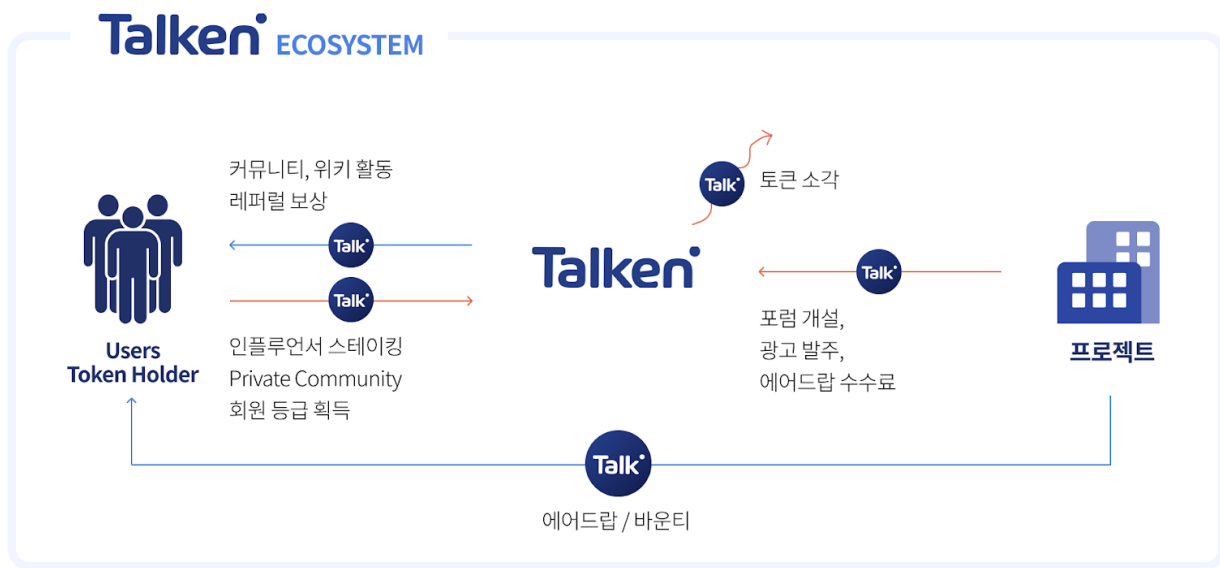 Talken ECOSYSTEM
커뮤니티, 위키 활동
레퍼럴 보상
Talk
Talk
인플루언서 스테이킹
Private Community
회원 등급 획득
Users
Token Holder
Talken
Talk
토큰 소각
Talk
포럼 개설,
광고 발주,
에어드랍 수수료
프로젝트
Talk
에어드랍 / 바운티